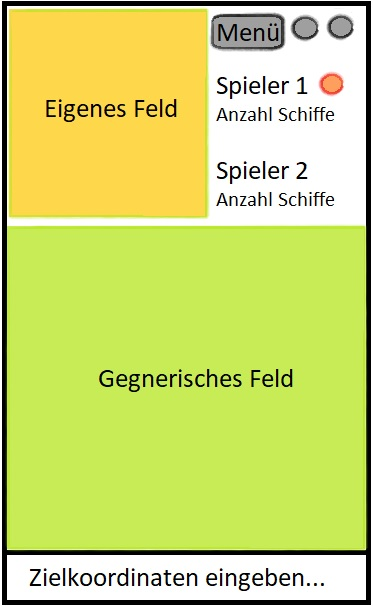 Eigenes Feld
Menü
Spieler 1
Anzahl Schiffe
Spieler 2
Anzahl Schiffe
Gegnerisches Feld
Zielkoordinaten eingeben...